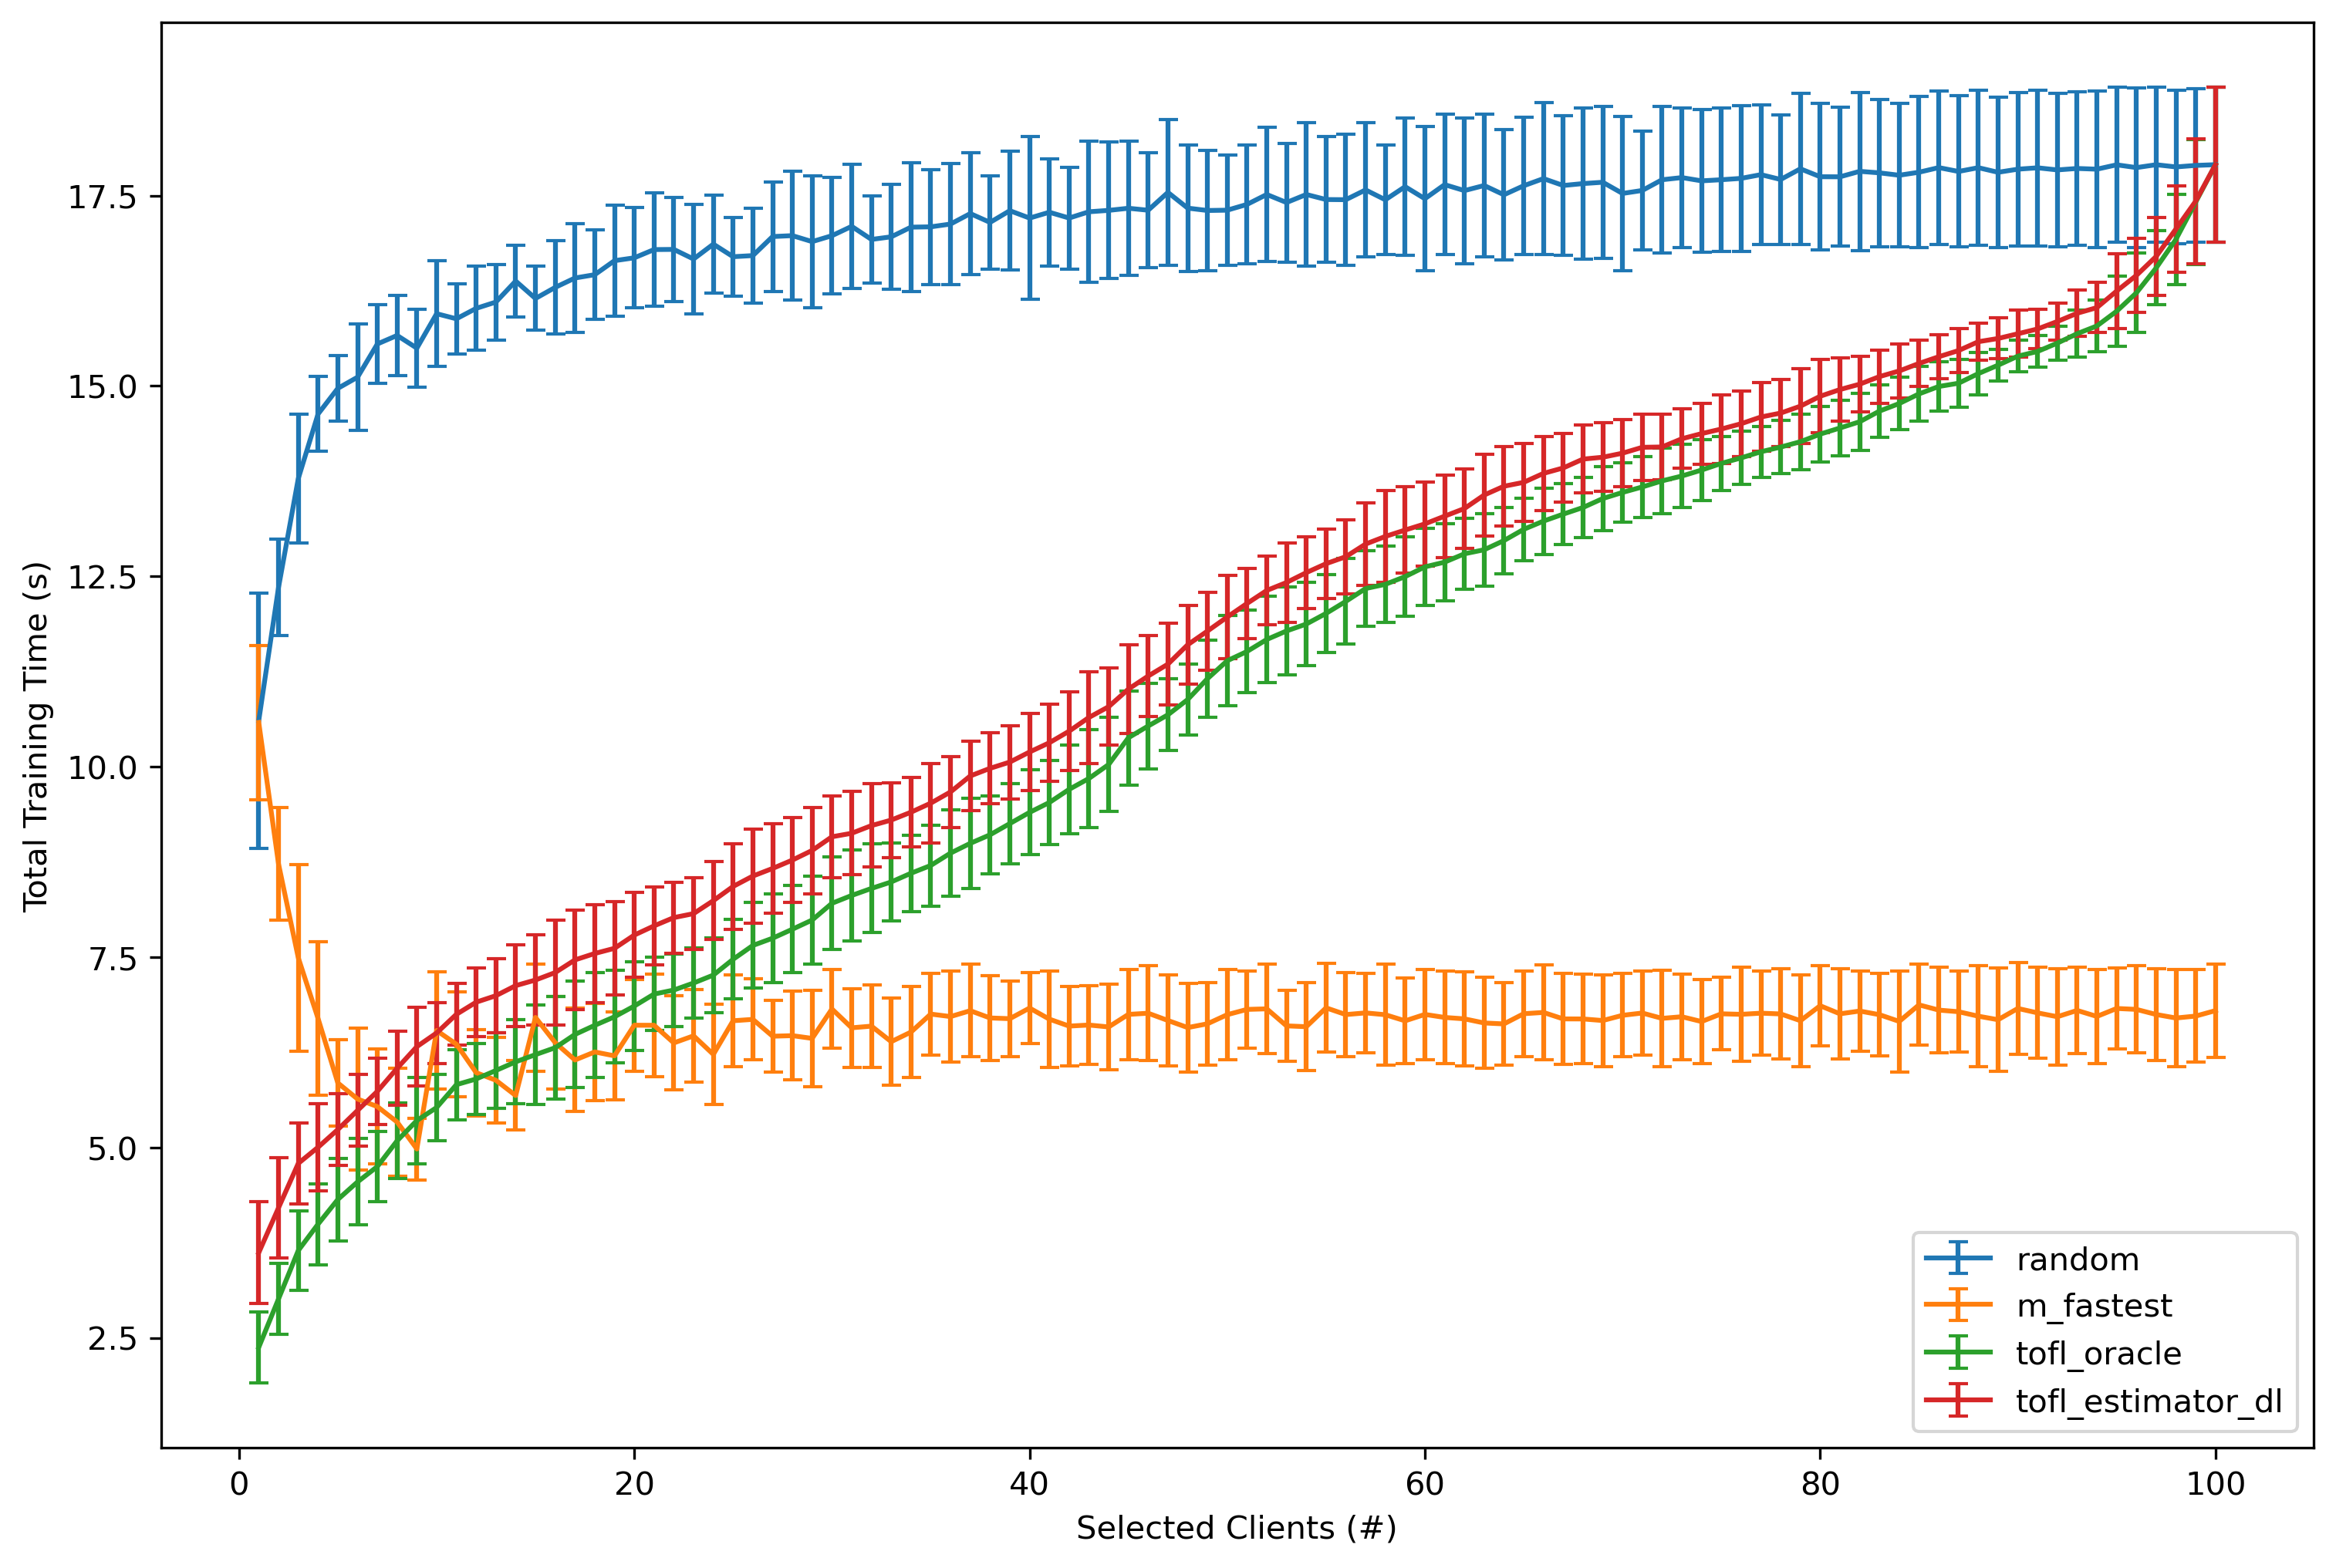 Total Training Time (s)
17.5
15.0
12.5
10.0
7.5
5.0
2.5
0 20 40 60 80 100
Selected Clients (#)
random
m_fastest
tofl_oracle
tofl_estimator_dl